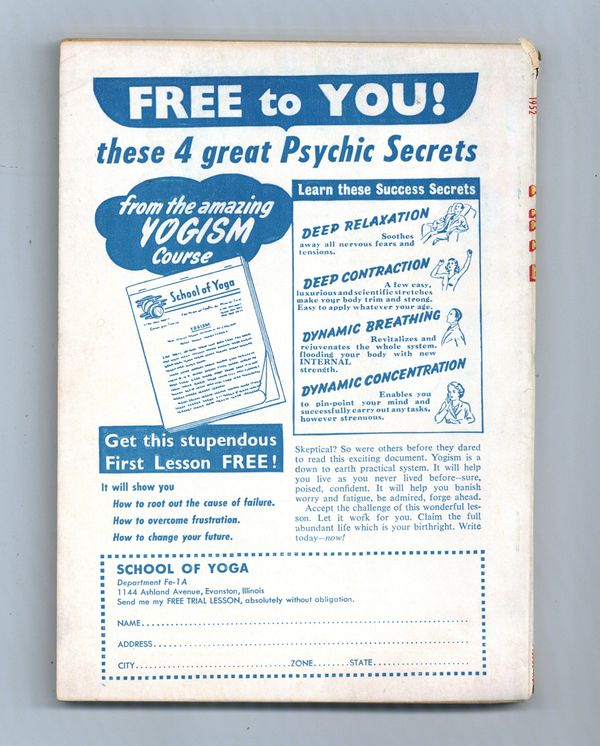 FREE to YOU!
these 4 great Psychic Secrets
from the amazing
YOGISM
Course
School of Yoga
YOGISM
Get this stupendous
First Lesson FREE!
It will show you
How to root out the cause of failure.
How to overcome frustration.
How to change your future.
Learn these Success Secrets
DEEP RELAXATION
Soothes
away all nervous fears and
tensions.
DEEP CONTRACTION
A few easy,
luxurious and scientific stretches
make your body trim and strong.
Easy to apply whatever your age.
DYNAMIC BREATHING
Revitalizes and
rejuvenates the whole system,
flooding your body with new
INTERNAL
strength.
DYNAMIC CONCENTRATION
Enables you
to pin-point your mind and
successfully carry out any tasks,
however strenuous.
Skeptical? So were others before they dared
to read this exciting document. Yogism is a
down to earth practical system. It will help
you live as you never lived before—sure,
poised, confident. It will help you banish
worry and fatigue, be admired, forge ahead.
Accept the challenge of this wonderful les-
son. Let it work for you. Claim the full
abundant life which is your birthright. Write
today—now!
SCHOOL OF YOGA
Department Fe-1A
1144 Ashland Avenue, Evanston, Illinois
Send me my FREE TRIAL LESSON, absolutely without obligation.
NAME
ADDRESS
CITY ZONE STATE
1952